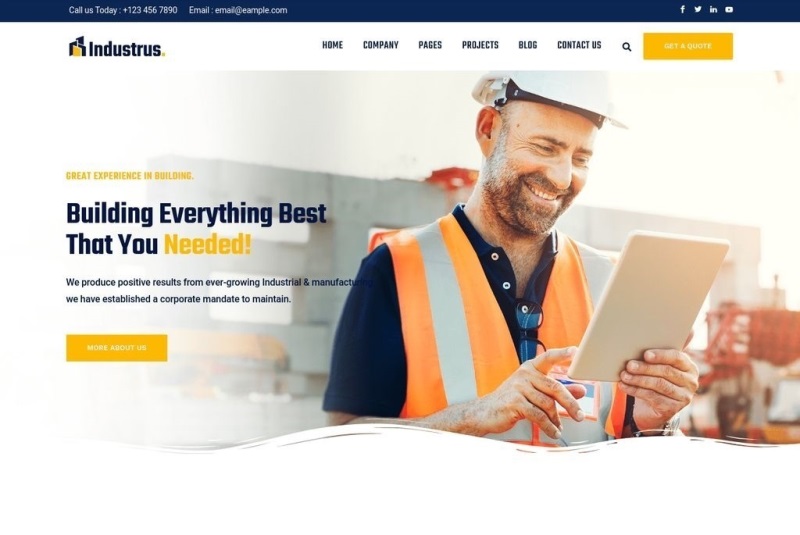 Call us Today : +123 456 7890 Email : email@eample.com
Industrus.
HOME COMPANY PAGES PROJECTS BLOG CONTACT US GET A QUOTE
GREAT EXPERIENCE IN BUILDING.
Building Everything Best
That You Needed!
We produce positive results from ever-growing Industrial & manufacturing
we have established a corporate mandate to maintain.
MORE ABOUT US